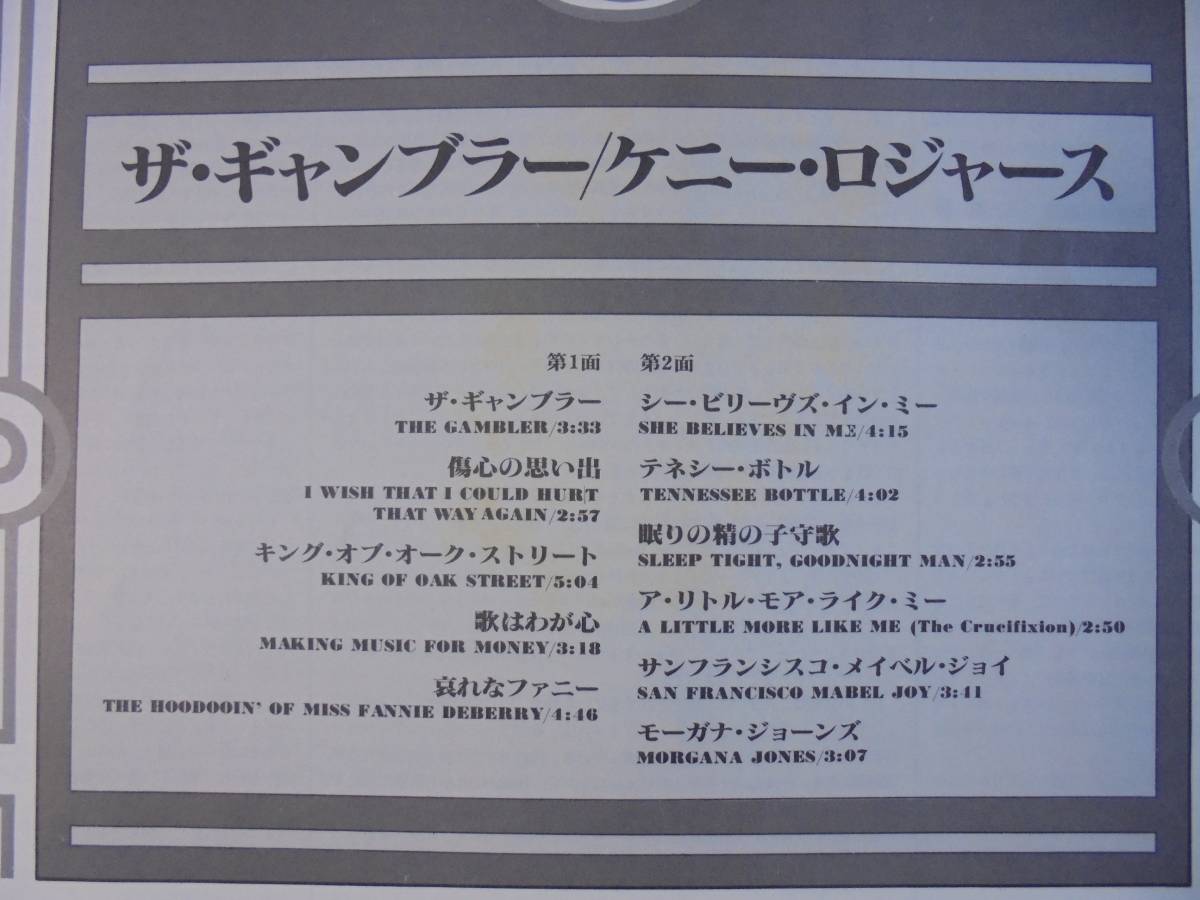 ザ・ギャンブラー/ケニー・ロジャース
第1面
ザ・ギャンブラー
THE GAMBLER/3:33
傷心の思い出
I WISH THAT I COULD HURT
THAT WAY AGAIN/2:57
キング・オブ・オーク・ストリート
KING OF OAK STREET/5:04
歌はわが心
MAKING MUSIC FOR MONEY/3:18
哀れなファニー
THE HOODOOIN' OF MISS FANNIE DEBERRY/4:46
第2面
シー・ビリーヴズ・イン・ミー
SHE BELIEVES IN ME/4:15
テネシー・ボトル
TENNESSEE BOTTLE/4:02
眠りの精の子守歌
SLEEP TIGHT, GOODNIGHT MAN/2:55
ア・リトル・モア・ライク・ミー
A LITTLE MORE LIKE ME (The Crucifixion)/2:50
サンフランシスコ・メイベル・ジョイ
SAN FRANCISCO MABEL JOY/3:41
モーガナ・ジョーンズ
MORGANA JONES/3:07